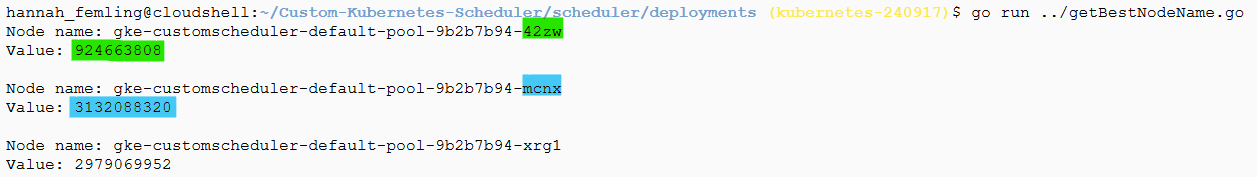 hannah_femling@cloudshell:~/Custom-Kubernetes-Scheduler/scheduler/deployments (kubernetes-240917)$ go run ../getBestNodeName.go
Node name: gke-customscheduler-default-pool-9b2b7b94-42zw
Value: 924663808
Node name: gke-customscheduler-default-pool-9b2b7b94-mcnx
Value: 3132088320
Node name: gke-customscheduler-default-pool-9b2b7b94-xrg1
Value: 2979069952